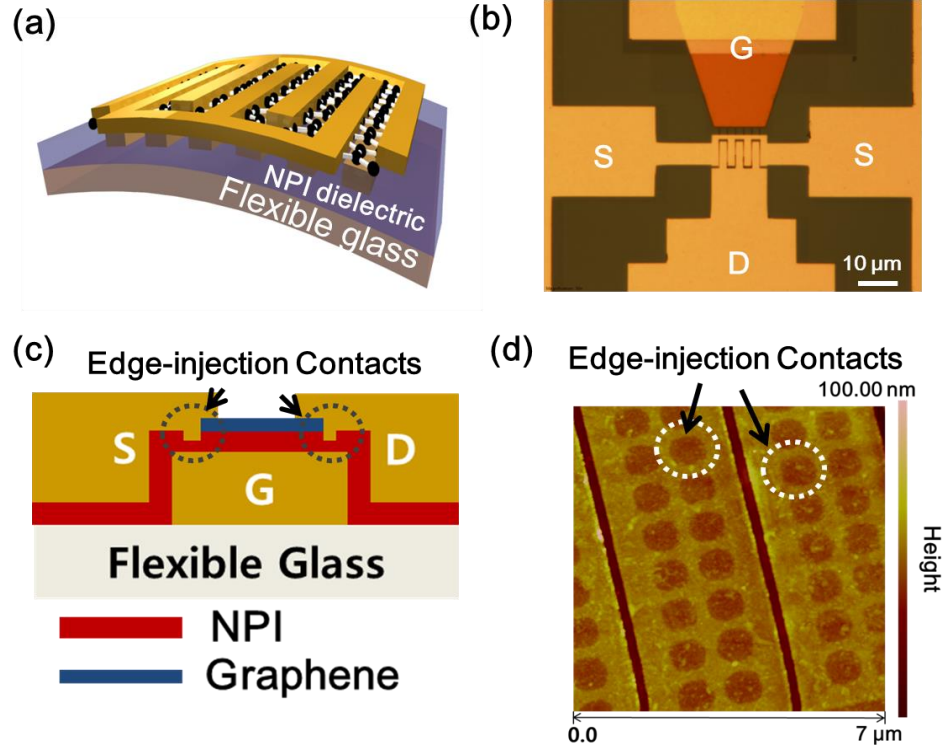 (a)
NPI dielectric
Flexible glass
(b)
G
S
S
D
10 μm
(c)
Edge-injection Contacts
S
D
G
Flexible Glass
NPI
Graphene
(d)
Edge-injection Contacts
100.00 nm
Height
0.0
7 μm